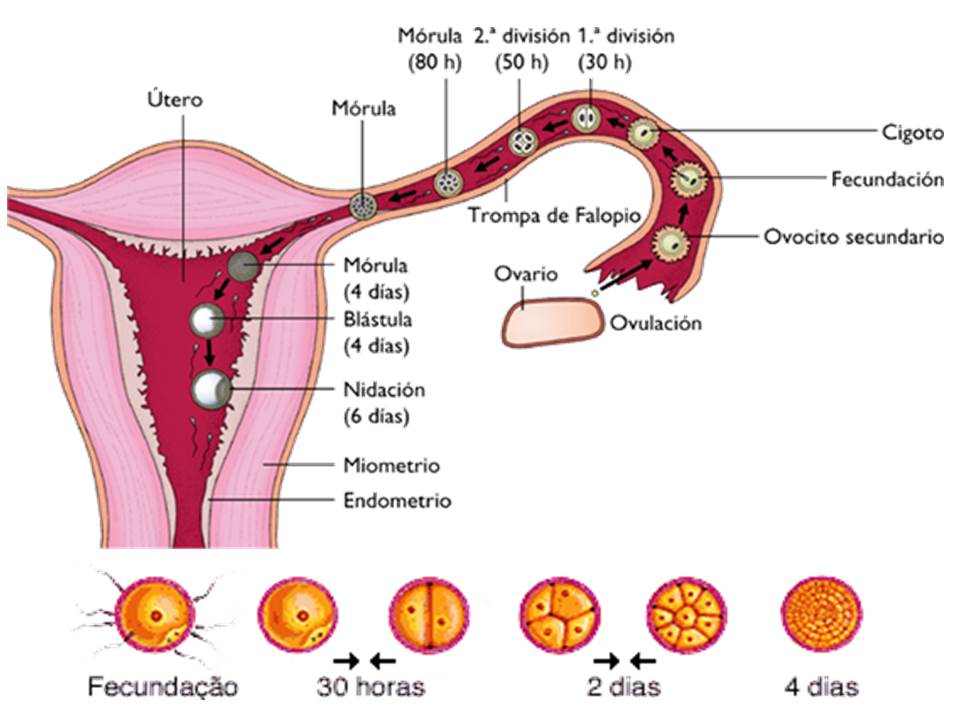 Mórula 2.ª división 1.ª división
(80 h) (50 h) (30 h)
Útero
Mórula
Cigoto
Fecundación
Trompa de Falopio
Ovocito secundario
Mórula
(4 días)
Ovario
Blástula
(4 días)
Ovulación
Nidación
(6 días)
Miometrio
Endometrio
Fecundação 30 horas 2 dias 4 dias